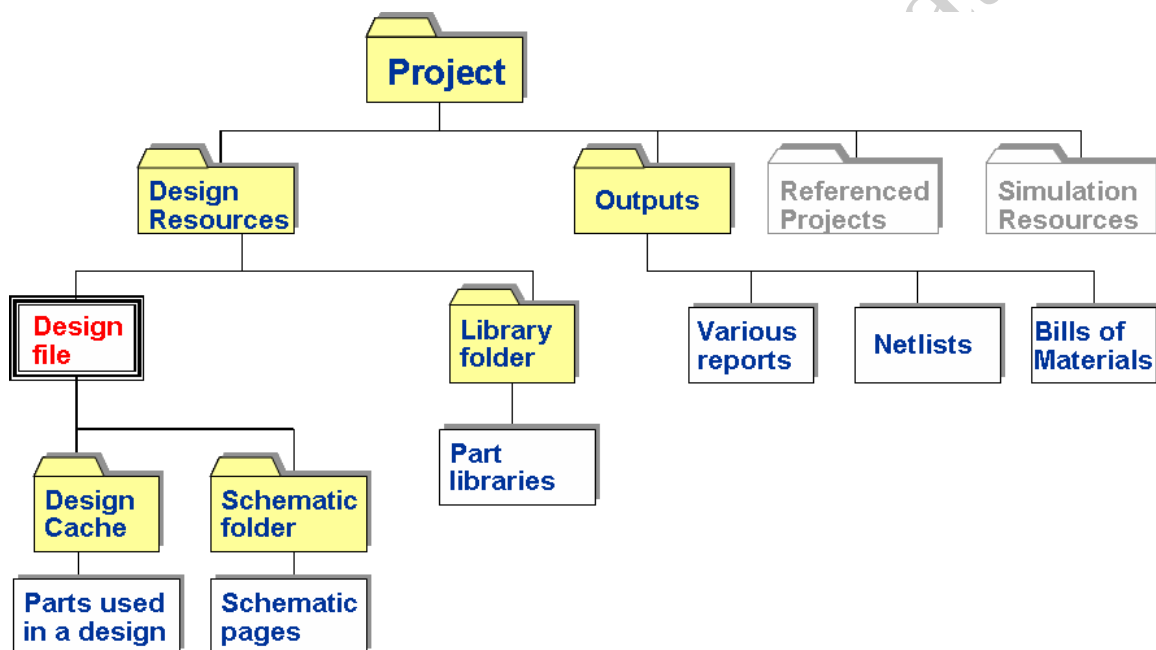 Project
Design
Resources
Outputs
Referenced
Projects
Simulation
Resources
Design
file
Library
folder
Various
reports
Netlists
Bills of
Materials
Part
libraries
Design
Cache
Schematic
folder
Parts used
in a design
Schematic
pages